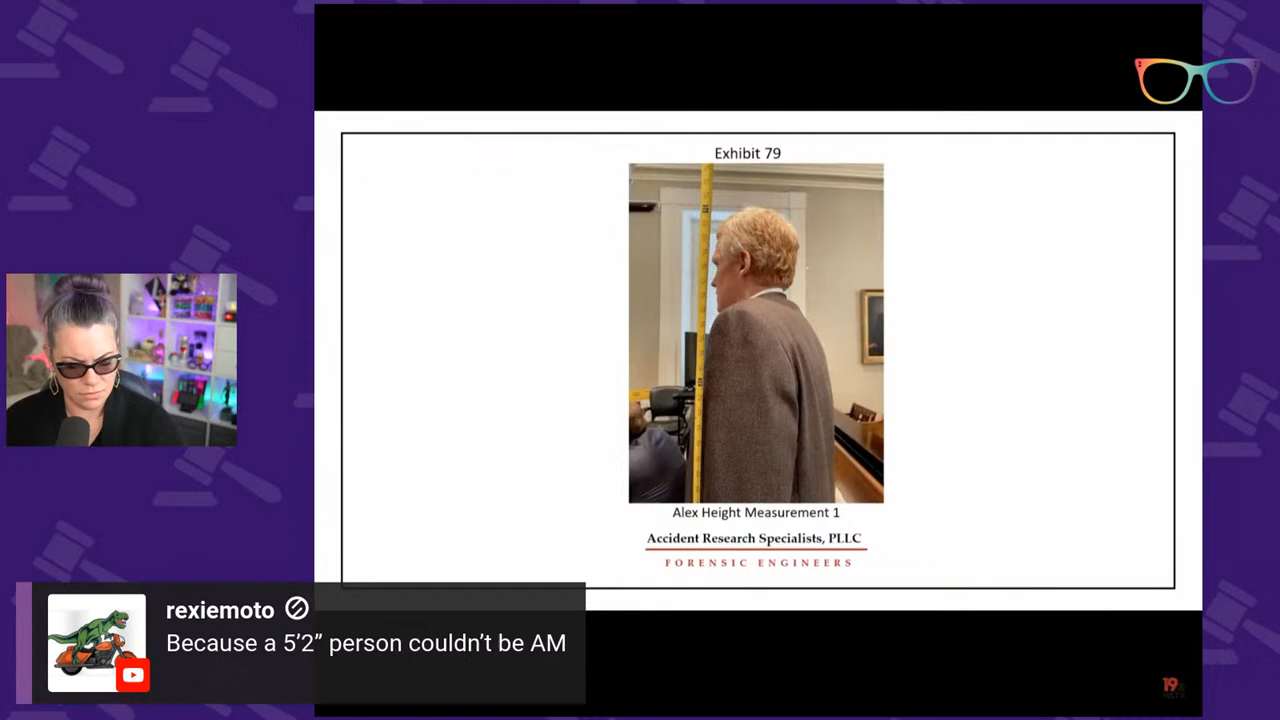 Exhibit 79
Alex Height Measurement 1
Accident Research Specialists, PLLC
FORENSIC ENGINEERS
rexiemoto
Because a 5’2” person couldn’t be AM
19